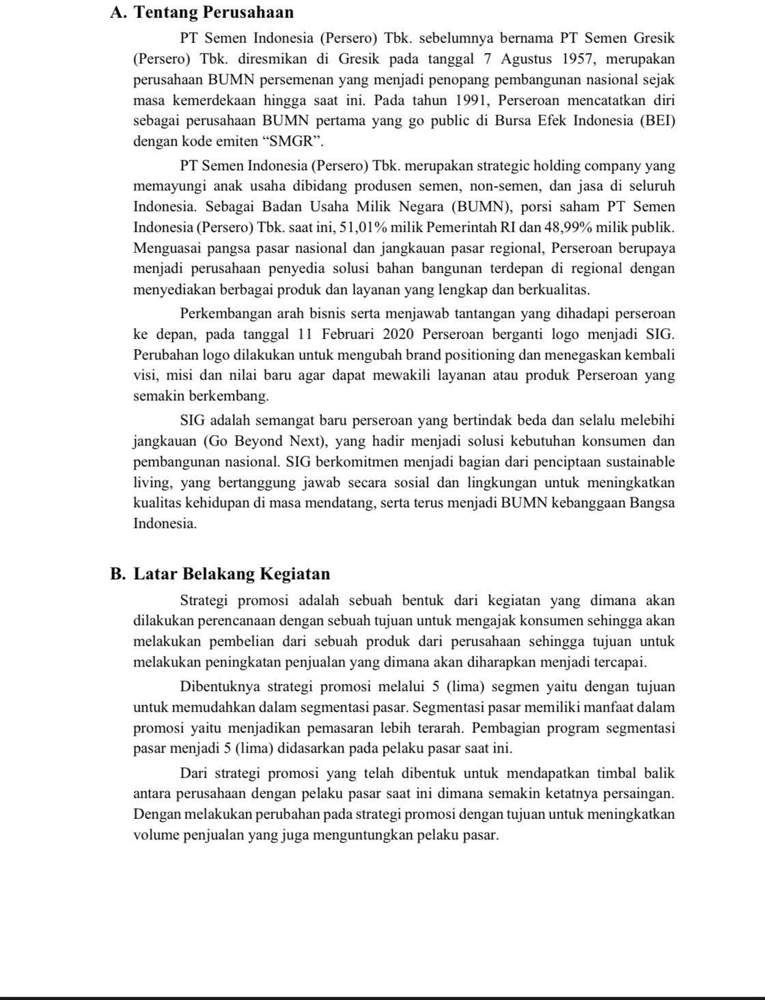 A. Tentang Perusahaan
PT Semen Indonesia (Persero) Tbk. sebelumnya bernama PT Semen Gresik
(Persero) Tbk. diresmikan di Gresik pada tanggal 7 Agustus 1957, merupakan
perusahaan BUMN persemenan yang menjadi penopang pembangunan nasional sejak
masa kemerdekaan hingga saat ini. Pada tahun 1991, Perseroan mencatatkan diri
sebagai perusahaan BUMN pertama yang go public di Bursa Efek Indonesia (BEI)
dengan kode emiten “SMGR”.
PT Semen Indonesia (Persero) Tbk. merupakan strategic holding company yang
memayungi anak usaha dibidang produsen semen, non-semen, dan jasa di seluruh
Indonesia. Sebagai Badan Usaha Milik Negara (BUMN), porsi saham PT Semen
Indonesia (Persero) Tbk. saat ini, 51,01% milik Pemerintah RI dan 48,99% milik publik.
Menguasai pangsa pasar nasional dan jangkauan pasar regional, Perseroan berupaya
menjadi perusahaan penyedia solusi bahan bangunan terdepan di regional dengan
menyediakan berbagai produk dan layanan yang lengkap dan berkualitas.
Perkembangan arah bisnis serta menjawab tantangan yang dihadapi perseroan
ke depan, pada tanggal 11 Februari 2020 Perseroan berganti logo menjadi SIG.
Perubahan logo dilakukan untuk mengubah brand positioning dan menegaskan kembali
visi, misi dan nilai baru agar dapat mewakili layanan atau produk Perseroan yang
semakin berkembang.
SIG adalah semangat baru perseroan yang bertindak beda dan selalu melebihi
jangkauan (Go Beyond Next), yang hadir menjadi solusi kebutuhan konsumen dan
pembangunan nasional. SIG berkomitmen menjadi bagian dari penciptaan sustainable
living, yang bertanggung jawab secara sosial dan lingkungan untuk meningkatkan
kualitas kehidupan di masa mendatang, serta terus menjadi BUMN kebanggaan Bangsa
Indonesia.
B. Latar Belakang Kegiatan
Strategi promosi adalah sebuah bentuk dari kegiatan yang dimana akan
dilakukan perencanaan dengan sebuah tujuan untuk mengajak konsumen sehingga akan
melakukan pembelian dari sebuah produk dari perusahaan sehingga tujuan untuk
melakukan peningkatan penjualan yang dimana akan diharapkan menjadi tercapai.
Dibentuknya strategi promosi melalui 5 (lima) segmen yaitu dengan tujuan
untuk memudahkan dalam segmentasi pasar. Segmentasi pasar memiliki manfaat dalam
promosi yaitu menjadikan pemasaran lebih terarah. Pembagian program segmentasi
pasar menjadi 5 (lima) didasarkan pada pelaku pasar saat ini.
Dari strategi promosi yang telah dibentuk untuk mendapatkan timbal balik
antara perusahaan dengan pelaku pasar saat ini dimana semakin ketatnya persaingan.
Dengan melakukan perubahan pada strategi promosi dengan tujuan untuk meningkatkan
volume penjualan yang juga menguntungkan pelaku pasar.